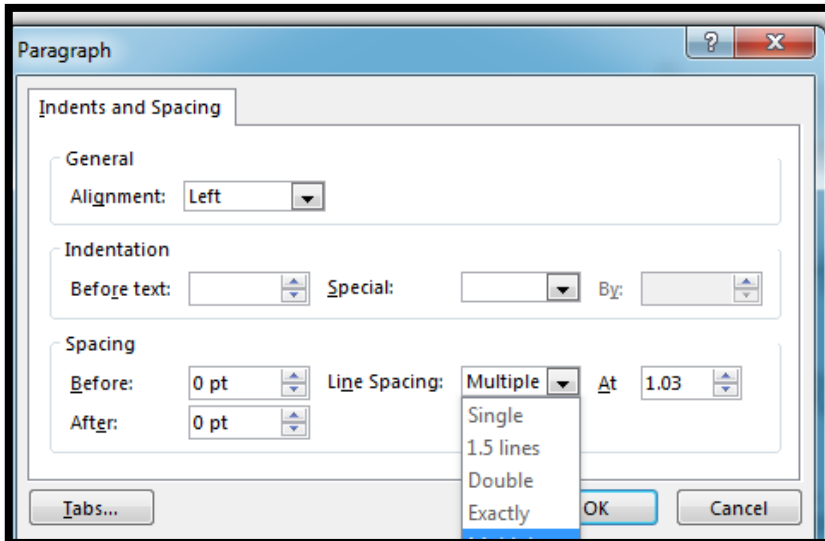 Paragraph
?
Indents and Spacing
General
Alignment: Left
Indentation
Before text: Special: By:
Spacing
Before: 0 pt Line Spacing: Multiple At 1.03
After: 0 pt Single
1.5 lines
Double
Tabs... Exactly OK Cancel